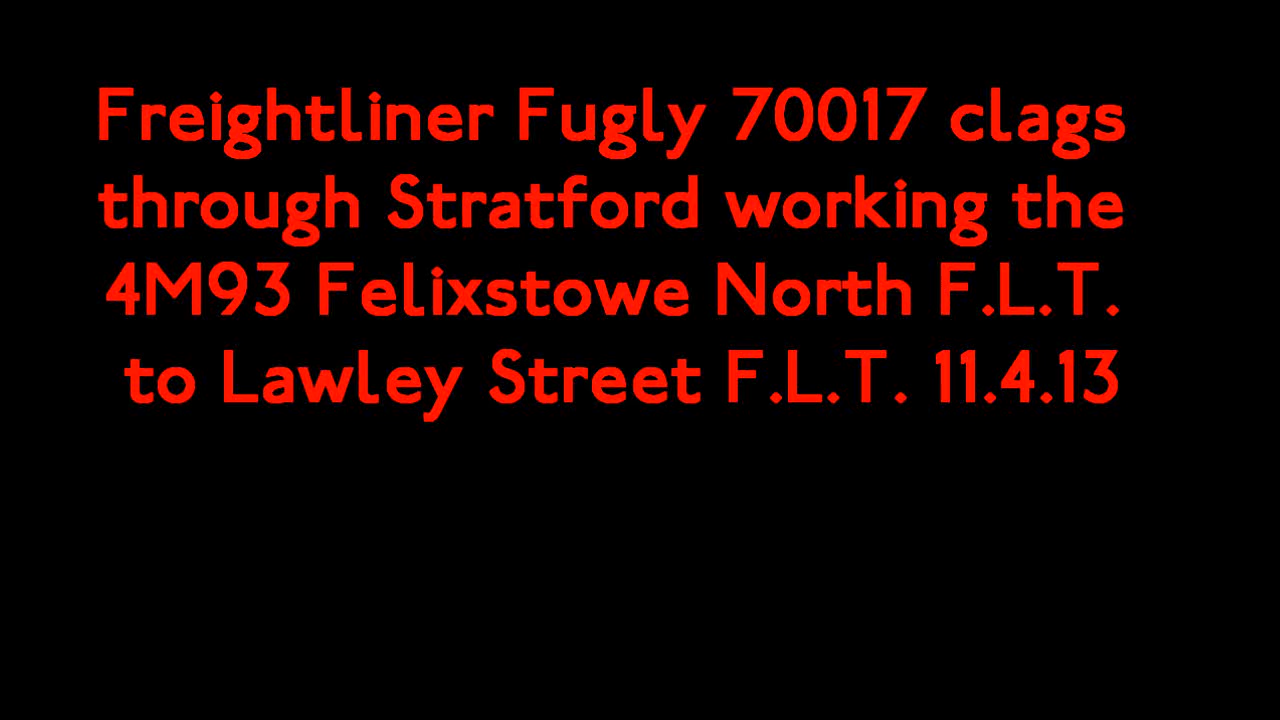 Freightliner Fugly 70017 clags
through Stratford working the
4M93 Felixstowe North F.L.T.
to Lawley Street F.L.T. 11.4.13